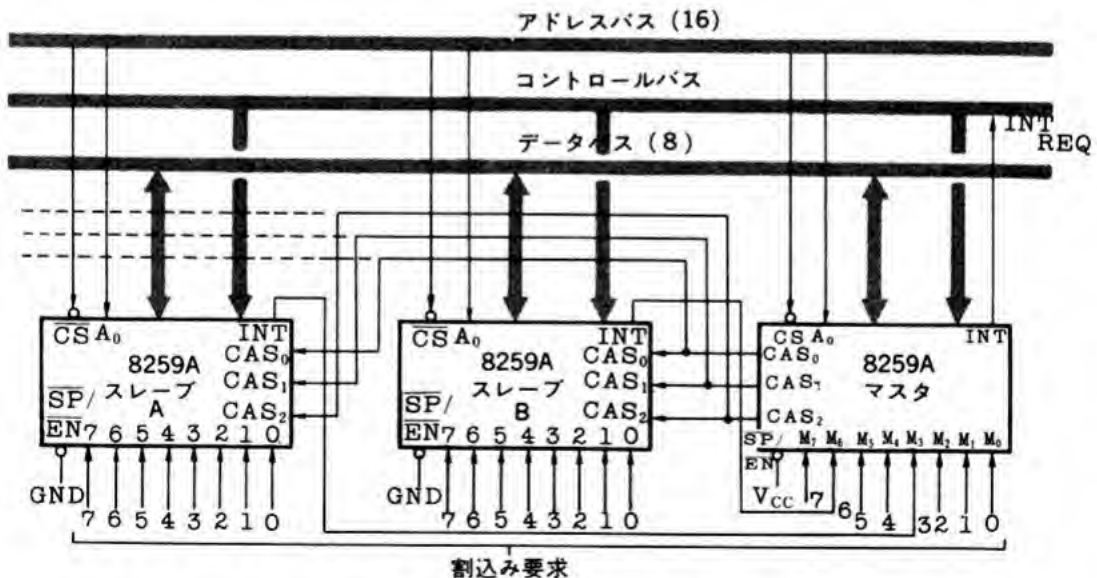 アドレスバス (16)
コントロールバス
INT
REQ
データバス (8)
CS A₀ INT
8259A
スレーブ
A
CAS₀
CAS₁
CAS₂
SP/
EN 7 6 5 4 3 2 1 0
GND
7 6 5 4 3 2 1 0
CS A₀ INT
8259A
スレーブ
B
CAS₀
CAS₁
CAS₂
SP/
EN 7 6 5 4 3 2 1 0
GND
7 6 5 4 3 2 1 0
CS A₀ INT
8259A
マスタ
CAS₀
CAS₁
CAS₂
SP/ M₇ M₆ M₅ M₄ M₃ M₂ M₁ M₀
EN
VCC 7 6 5 4 3 2 1 0
割込み要求